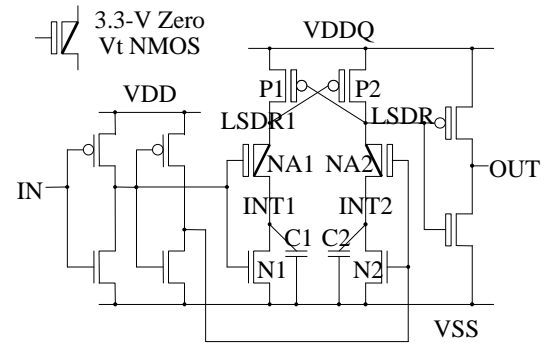 3.3-V Zero
Vt NMOS
VDDQ
VDD
P1
P2
LSDR1
LSDR
IN
NA1
NA2
OUT
INT1
INT2
C1
C2
N1
N2
VSS